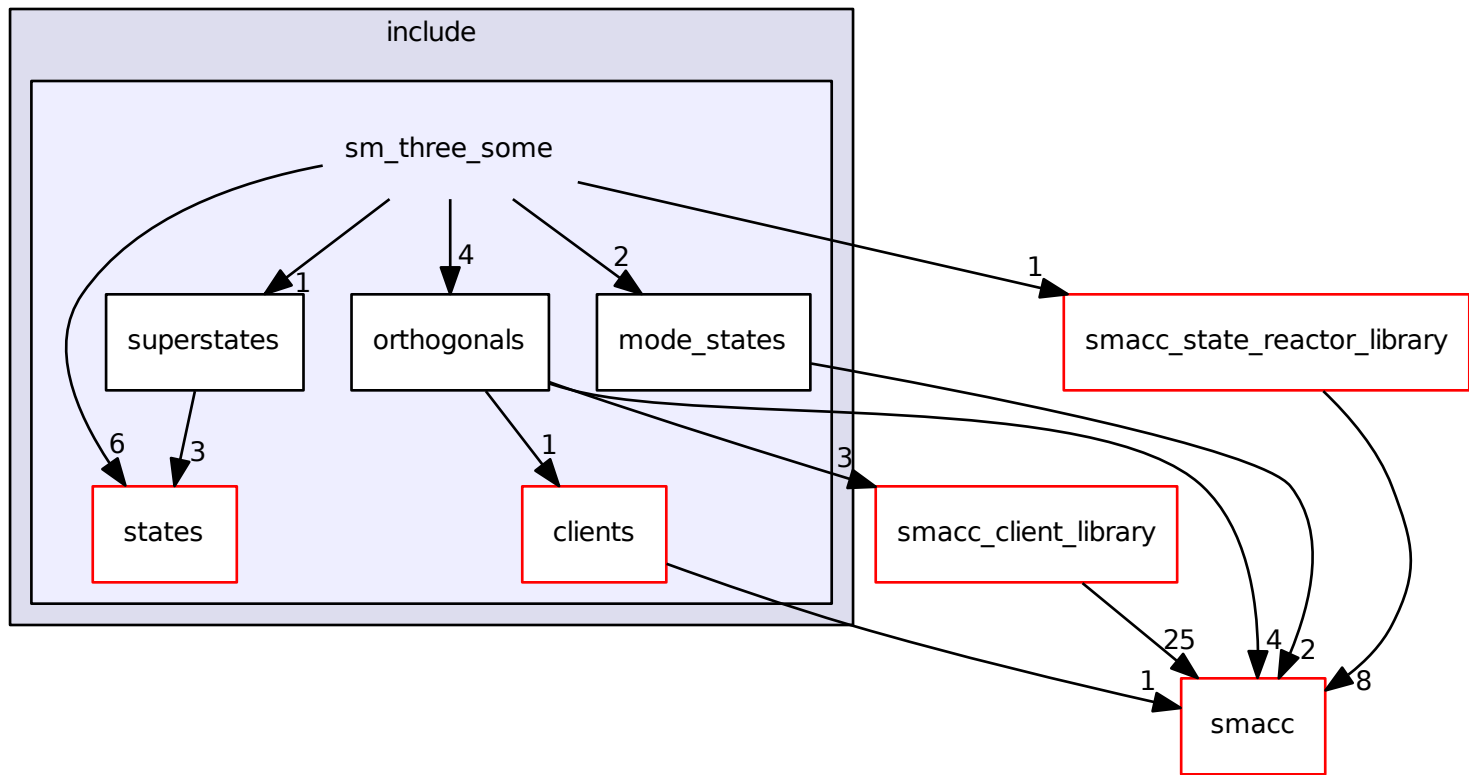 include
sm_three_some
1
4
2
1
superstates
orthogonals
mode_states
smacc_state_reactor_library
6
3
1
3
states
clients
smacc_client_library
25
4
2
1
8
smacc